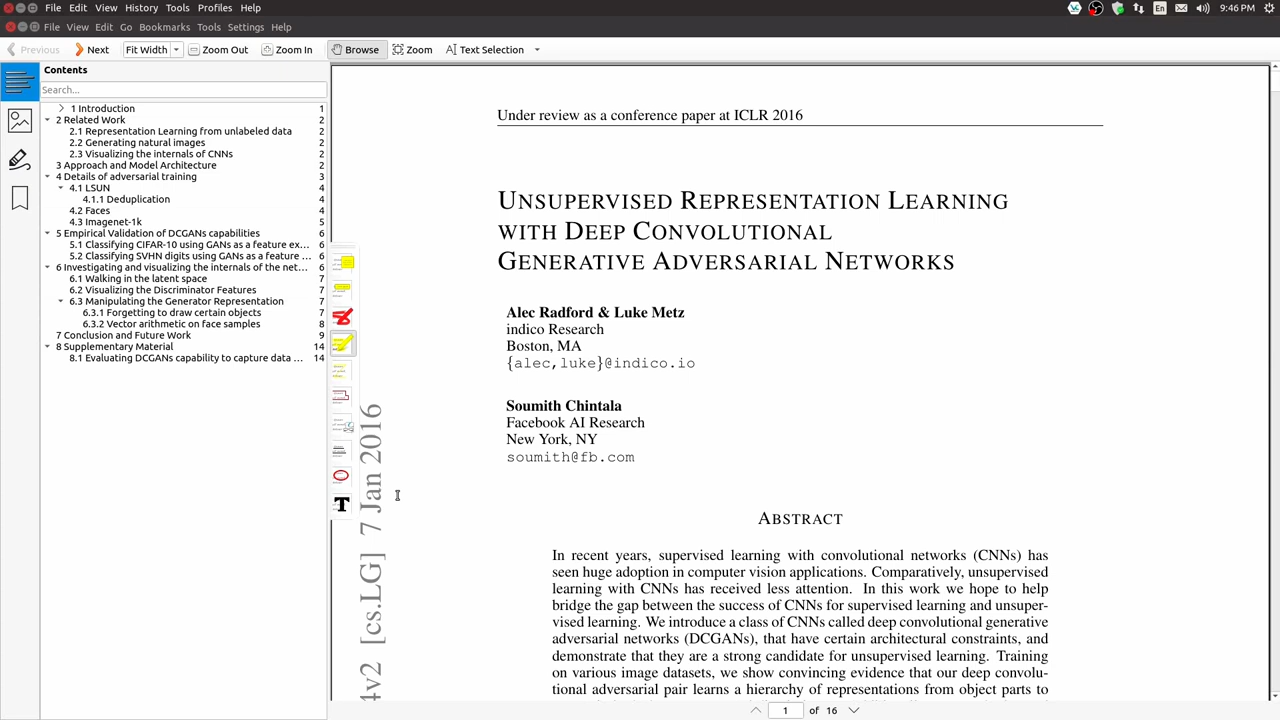 File Edit View History Tools Profiles Help En 9:46 PM
File View Edit Go Bookmarks Tools Settings Help
Previous Next Fit Width Zoom Out Zoom In Browse Zoom Text Selection
Contents
Search...
1 Introduction 1
2 Related Work 2
2.1 Representation Learning from unlabeled data 2
2.2 Generating natural images 2
2.3 Visualizing the internals of CNNs 2
3 Approach and Model Architecture 2
4 Details of adversarial training 3
4.1 LSUN 4
4.1.1 Deduplication 4
4.2 Faces 4
4.3 Imagenet-1k 5
5 Empirical Validation of DCGANs capabilities 6
5.1 Classifying CIFAR-10 using GANs as a feature ex... 6
5.2 Classifying SVHN digits using GANs as a feature ... 6
6 Investigating and visualizing the internals of the net... 6
6.1 Walking in the latent space 7
6.2 Visualizing the Discriminator Features 7
6.3 Manipulating the Generator Representation 7
6.3.1 Forgetting to draw certain objects 7
6.3.2 Vector arithmetic on face samples 8
7 Conclusion and Future Work 9
8 Supplementary Material 14
8.1 Evaluating DCGANs capability to capture data ... 14
T
4v2 [cs.LG] 7 Jan 2016
Under review as a conference paper at ICLR 2016
UNSUPERVISED REPRESENTATION LEARNING
WITH DEEP CONVOLUTIONAL
GENERATIVE ADVERSARIAL NETWORKS
Alec Radford & Luke Metz
indico Research
Boston, MA
{alec,luke}@indico.io
Soumith Chintala
Facebook AI Research
New York, NY
soumith@fb.com
ABSTRACT
In recent years, supervised learning with convolutional networks (CNNs) has
seen huge adoption in computer vision applications. Comparatively, unsupervised
learning with CNNs has received less attention. In this work we hope to help
bridge the gap between the success of CNNs for supervised learning and unsuper-
vised learning. We introduce a class of CNNs called deep convolutional generative
adversarial networks (DCGANs), that have certain architectural constraints, and
demonstrate that they are a strong candidate for unsupervised learning. Training
on various image datasets, we show convincing evidence that our deep convolu-
tional adversarial pair learns a hierarchy of representations from object parts to
1 of 16